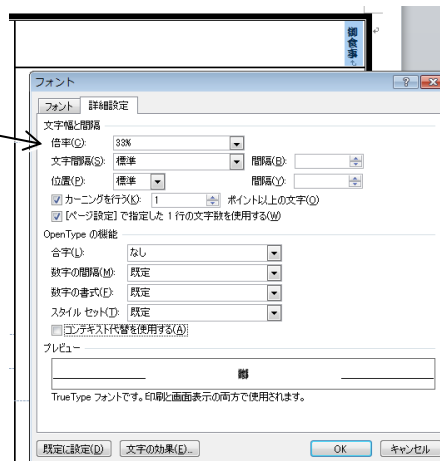 御食事
フォント
フォント 詳細設定
文字幅と間隔
倍率(C): 33%
文字間隔(S): 標準 間隔(B):
位置(P): 標準 間隔(Y):
カーニングを行う(K): 1 ポイント以上の文字(O)
[ページ設定]で指定した1行の文字数を使用する(W)
OpenType の機能
合字(L): なし
数字の間隔(M): 既定
数字の書式(F): 既定
スタイル セット(T): 既定
コンテキスト代替を使用する(A)
プレビュー
TrueType フォントです。印刷と画面表示の両方で使用されます。
既定に設定(D) 文字の効果(E)... OK キャンセル